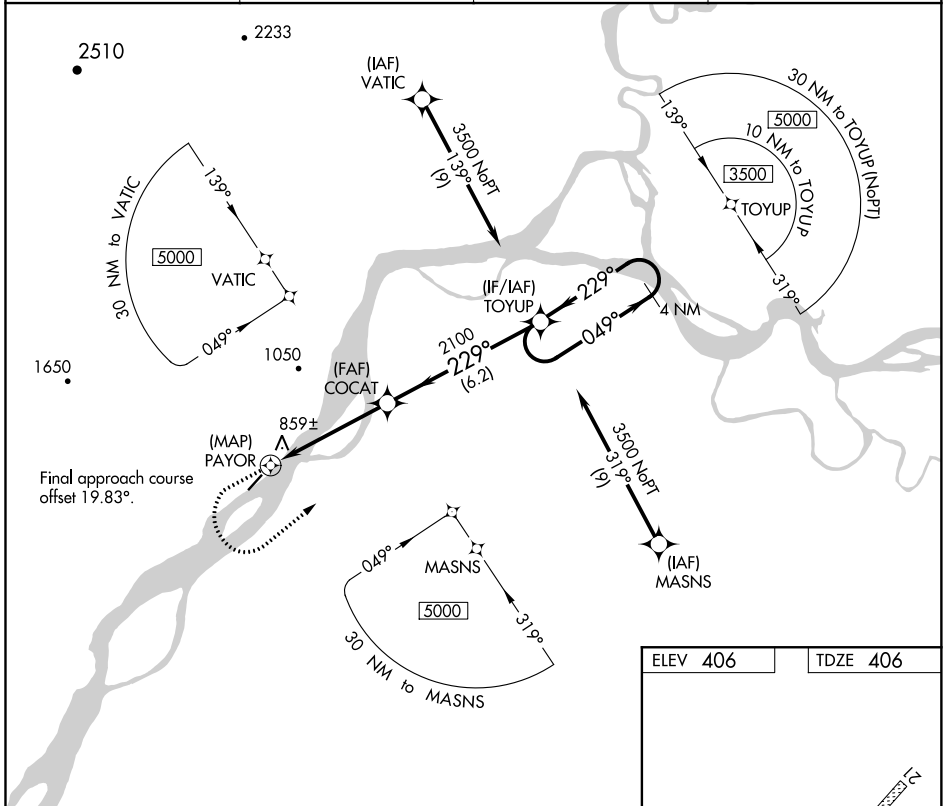 2510
2233
(IAF)
VATIC
3500 NoPT
139°
(9)
30 NM to TOYUP (NoPT)
5000
10 NM to TOYUP
3500
139°
TOYUP
319°
30 NM to VATIC
139°
5000
VATIC
049°
(IF/IAF)
TOYUP
229°
049°
4 NM
2100
229°
(6.2)
1650
1050
(FAF)
COCAT
859±
(MAP)
PAYOR
Final approach course
offset 19.83°.
3500 NoPT
319°
(9)
(IAF)
MASNS
049°
MASNS
5000
319°
30 NM to MASNS
ELEV 406
TDZE 406
21